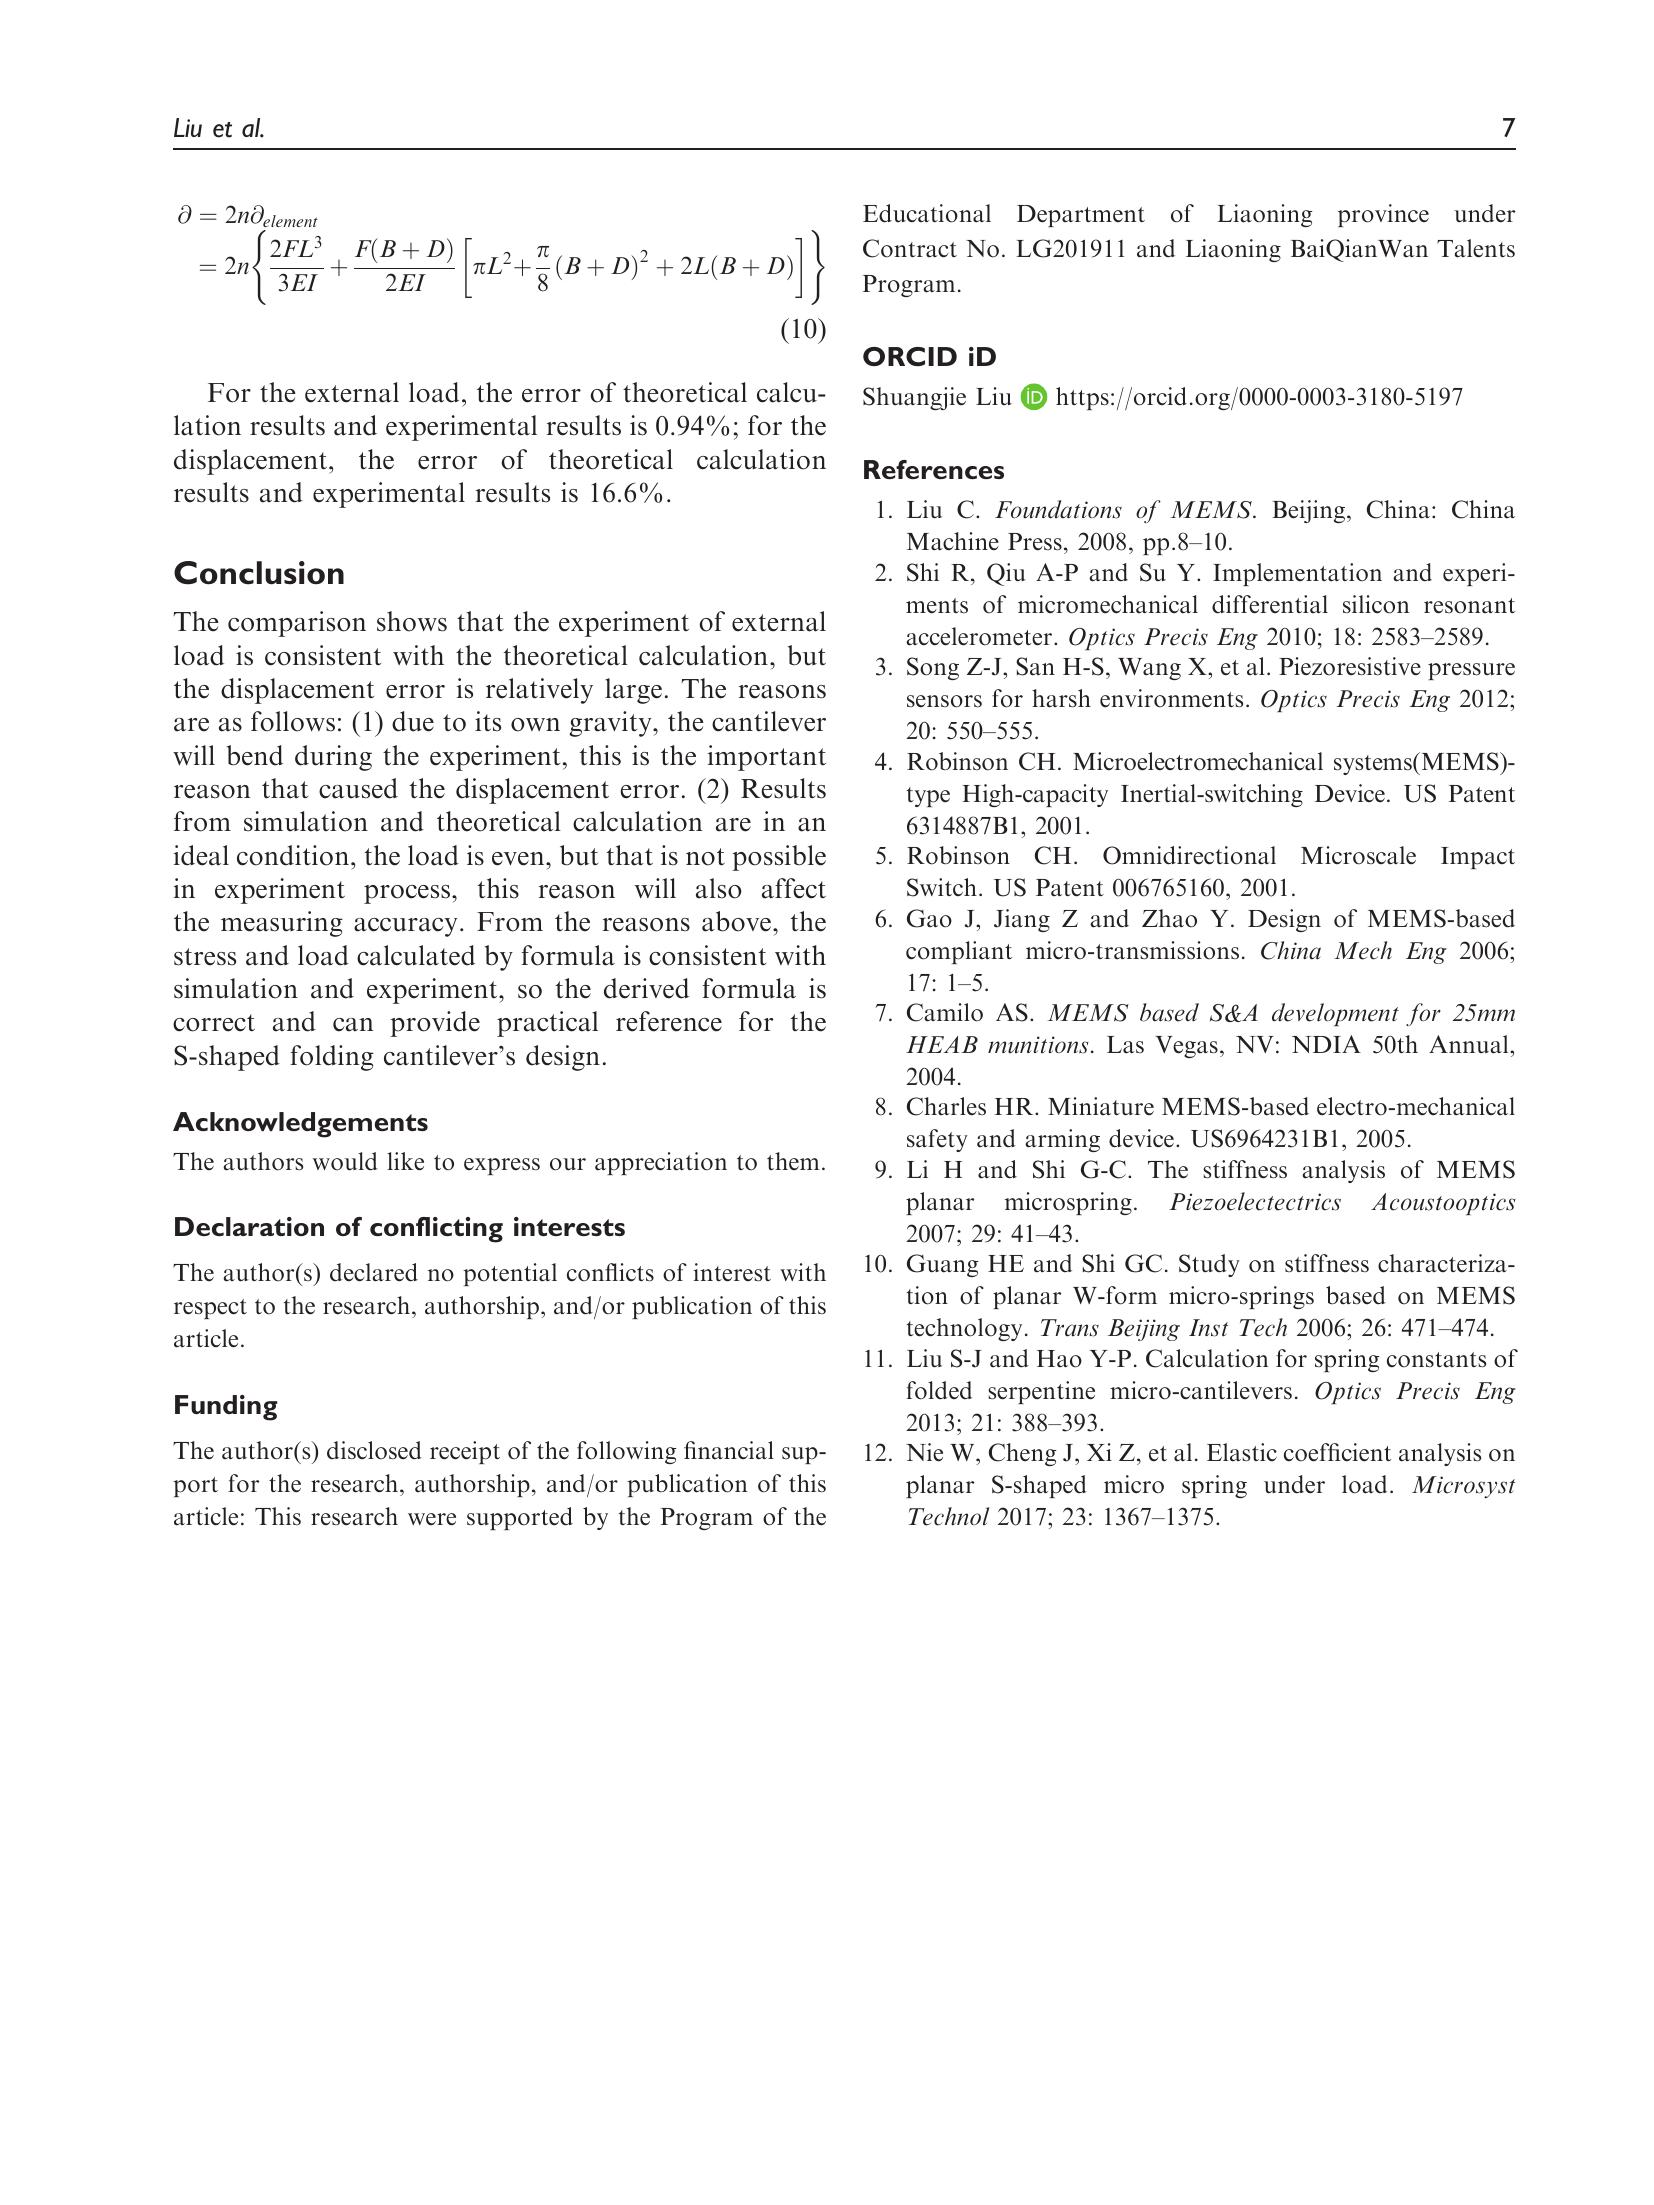 Liu et al. 7
∂ = 2n∂element
= 2n{2FL³/3EI + F(B + D)/2EI [πL² + π/8 (B + D)² + 2L(B + D)]}
(10)
For the external load, the error of theoretical calcu-
lation results and experimental results is 0.94%; for the
displacement, the error of theoretical calculation
results and experimental results is 16.6%.
Conclusion
The comparison shows that the experiment of external
load is consistent with the theoretical calculation, but
the displacement error is relatively large. The reasons
are as follows: (1) due to its own gravity, the cantilever
will bend during the experiment, this is the important
reason that caused the displacement error. (2) Results
from simulation and theoretical calculation are in an
ideal condition, the load is even, but that is not possible
in experiment process, this reason will also affect
the measuring accuracy. From the reasons above, the
stress and load calculated by formula is consistent with
simulation and experiment, so the derived formula is
correct and can provide practical reference for the
S-shaped folding cantilever’s design.
Acknowledgements
The authors would like to express our appreciation to them.
Declaration of conflicting interests
The author(s) declared no potential conflicts of interest with
respect to the research, authorship, and/or publication of this
article.
Funding
The author(s) disclosed receipt of the following financial sup-
port for the research, authorship, and/or publication of this
article: This research were supported by the Program of the
Educational Department of Liaoning province under
Contract No. LG201911 and Liaoning BaiQianWan Talents
Program.
ORCID iD
Shuangjie Liu iD https://orcid.org/0000-0003-3180-5197
References
1. Liu C. Foundations of MEMS. Beijing, China: China
Machine Press, 2008, pp.8–10.
2. Shi R, Qiu A-P and Su Y. Implementation and experi-
ments of micromechanical differential silicon resonant
accelerometer. Optics Precis Eng 2010; 18: 2583–2589.
3. Song Z-J, San H-S, Wang X, et al. Piezoresistive pressure
sensors for harsh environments. Optics Precis Eng 2012;
20: 550–555.
4. Robinson CH. Microelectromechanical systems(MEMS)-
type High-capacity Inertial-switching Device. US Patent
6314887B1, 2001.
5. Robinson CH. Omnidirectional Microscale Impact
Switch. US Patent 006765160, 2001.
6. Gao J, Jiang Z and Zhao Y. Design of MEMS-based
compliant micro-transmissions. China Mech Eng 2006;
17: 1–5.
7. Camilo AS. MEMS based S&A development for 25mm
HEAB munitions. Las Vegas, NV: NDIA 50th Annual,
2004.
8. Charles HR. Miniature MEMS-based electro-mechanical
safety and arming device. US6964231B1, 2005.
9. Li H and Shi G-C. The stiffness analysis of MEMS
planar microspring. Piezoelectectrics Acoustooptics
2007; 29: 41–43.
10. Guang HE and Shi GC. Study on stiffness characteriza-
tion of planar W-form micro-springs based on MEMS
technology. Trans Beijing Inst Tech 2006; 26: 471–474.
11. Liu S-J and Hao Y-P. Calculation for spring constants of
folded serpentine micro-cantilevers. Optics Precis Eng
2013; 21: 388–393.
12. Nie W, Cheng J, Xi Z, et al. Elastic coefficient analysis on
planar S-shaped micro spring under load. Microsyst
Technol 2017; 23: 1367–1375.